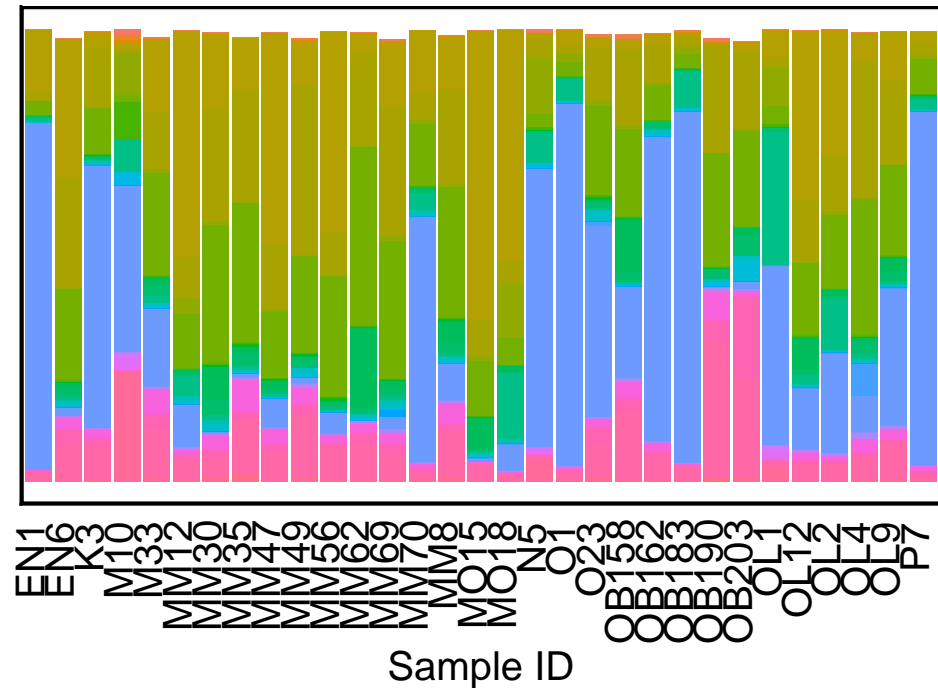 EN1
EN6
K3
M10
M33
MM12
MM30
MM35
MM47
MM49
MM56
MM62
MM69
MM70
MM8
MO15
MO18
N5
O1
O23
OB158
OB162
OB183
OB190
OB203
OL1
OL12
OL2
OL4
OL9
P7
Sample ID